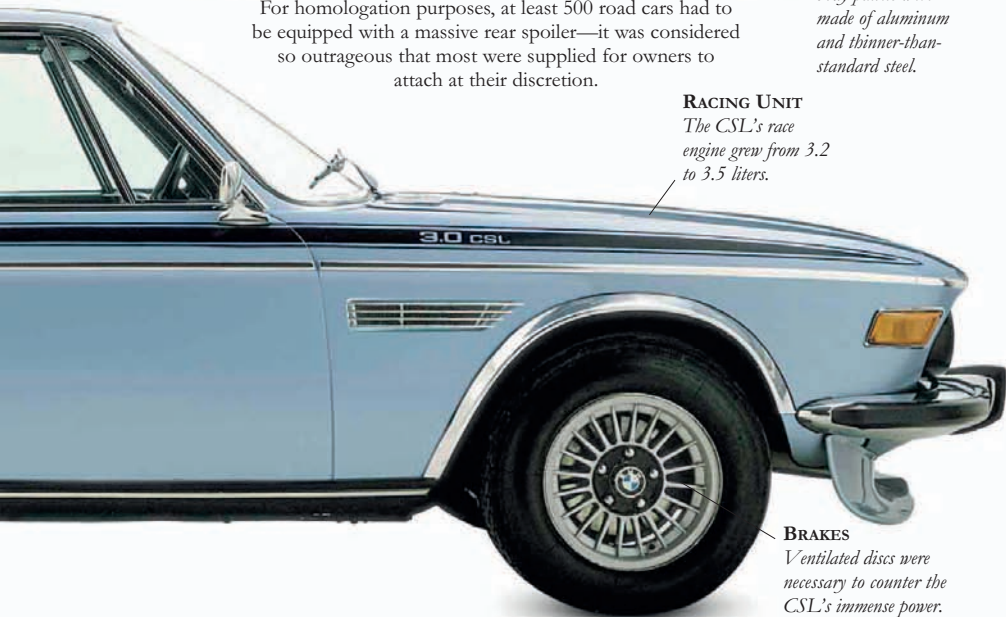 For homologation purposes, at least 500 road cars had to
be equipped with a massive rear spoiler—it was considered
so outrageous that most were supplied for owners to
attach at their discretion.
made of aluminum
and thinner-than-
standard steel.
RACING UNIT
The CSL's race
engine grew from 3.2
to 3.5 liters.
3.0 CSL
BRAKES
Ventilated discs were
necessary to counter the
CSL's immense power.